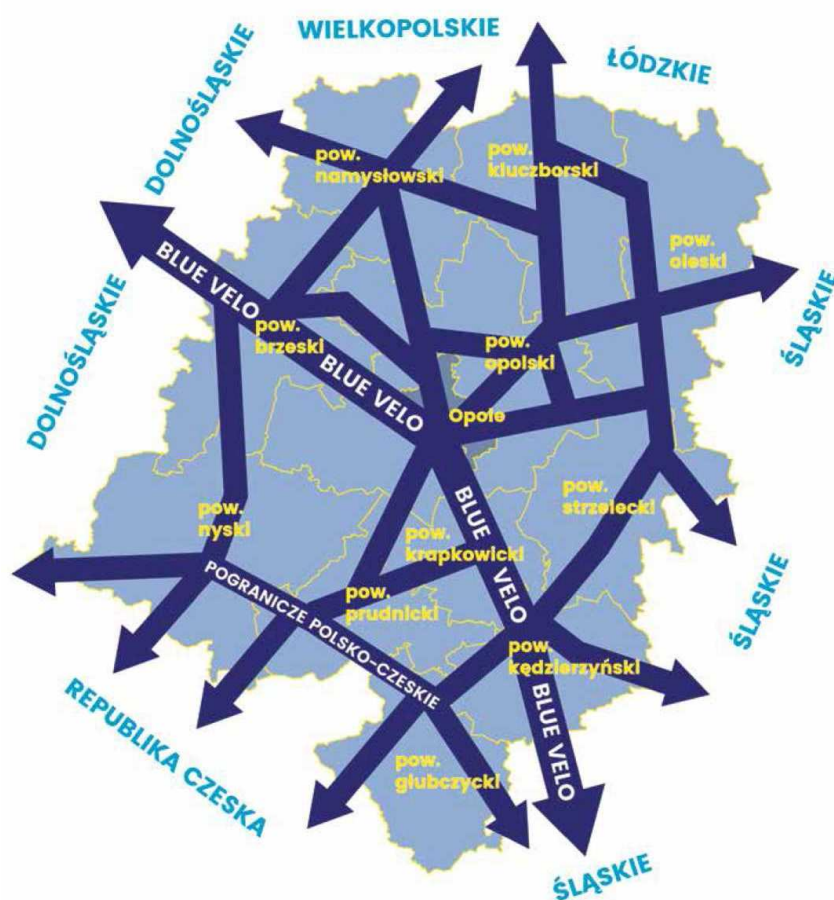 WIELKOPOLSKIE
ŁÓDZKIE
DOLNOŚLĄSKIE
pow.
namysłowski
pow.
kluczborski
pow.
oleski
BLUE VELO
ŚLĄSKIE
DOLNOŚLĄSKIE
pow.
brzeski
pow.
opolski
BLUE VELO
Opole
pow.
strzelecki
BLUE VELO
pow.
nyski
pow.
krapkowicki
POGRANICZE POLSKO-CZESKIE
pow.
prudnicki
ŚLĄSKIE
pow.
kędzierzyński
REPUBLIKA CZESKA
BLUE VELO
pow.
głubczycki
ŚLĄSKIE